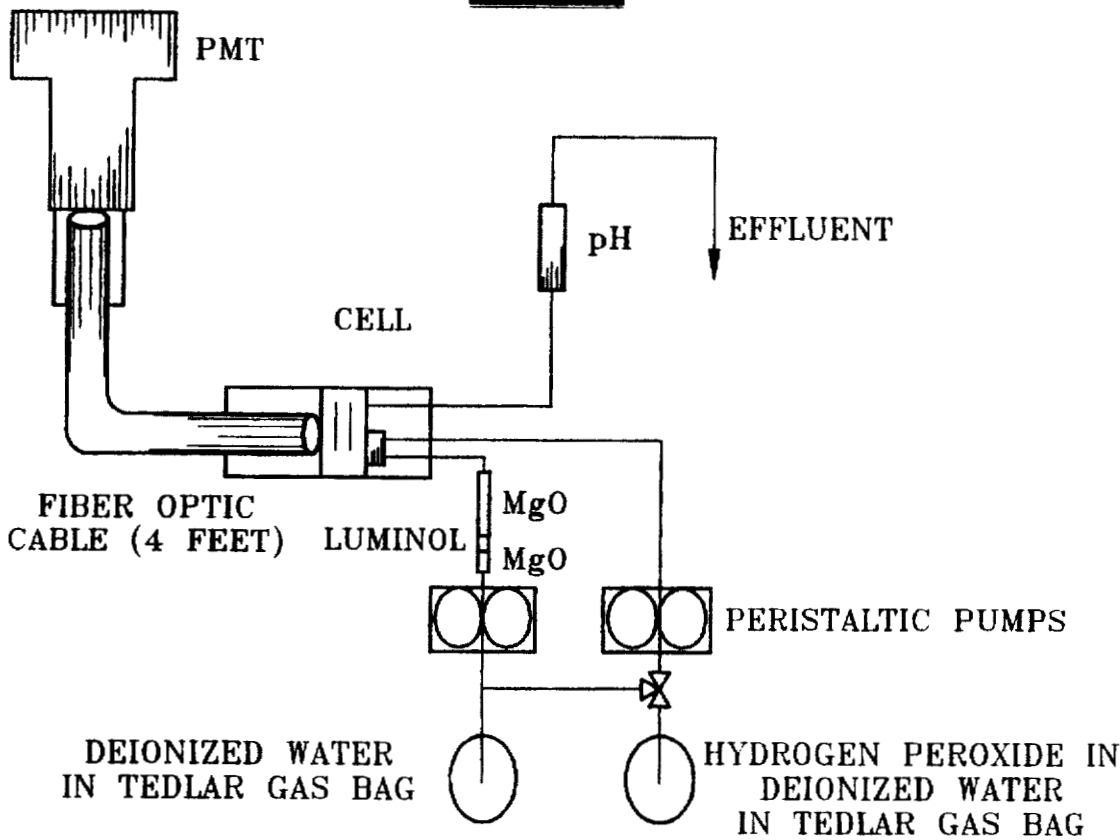 PMT
pH
EFFLUENT
CELL
FIBER OPTIC
CABLE (4 FEET)
LUMINOL
MgO
MgO
PERISTALTIC PUMPS
DEIONIZED WATER
IN TEDLAR GAS BAG
HYDROGEN PEROXIDE IN
DEIONIZED WATER
IN TEDLAR GAS BAG